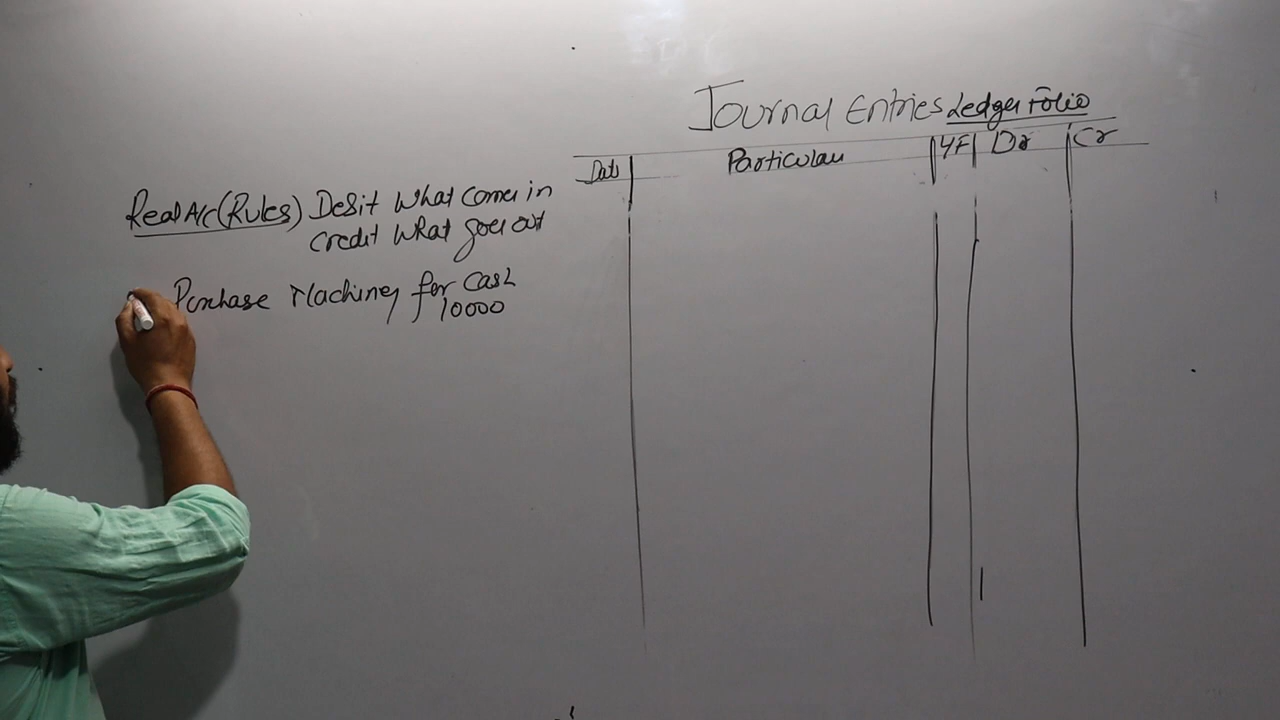 Journal Entries Ledger Folio
Date Particulars L/F Dr Cr
Real A/c (Rules) Debit What comes in
credit What goes out
Purchase Machinery for cash
10000